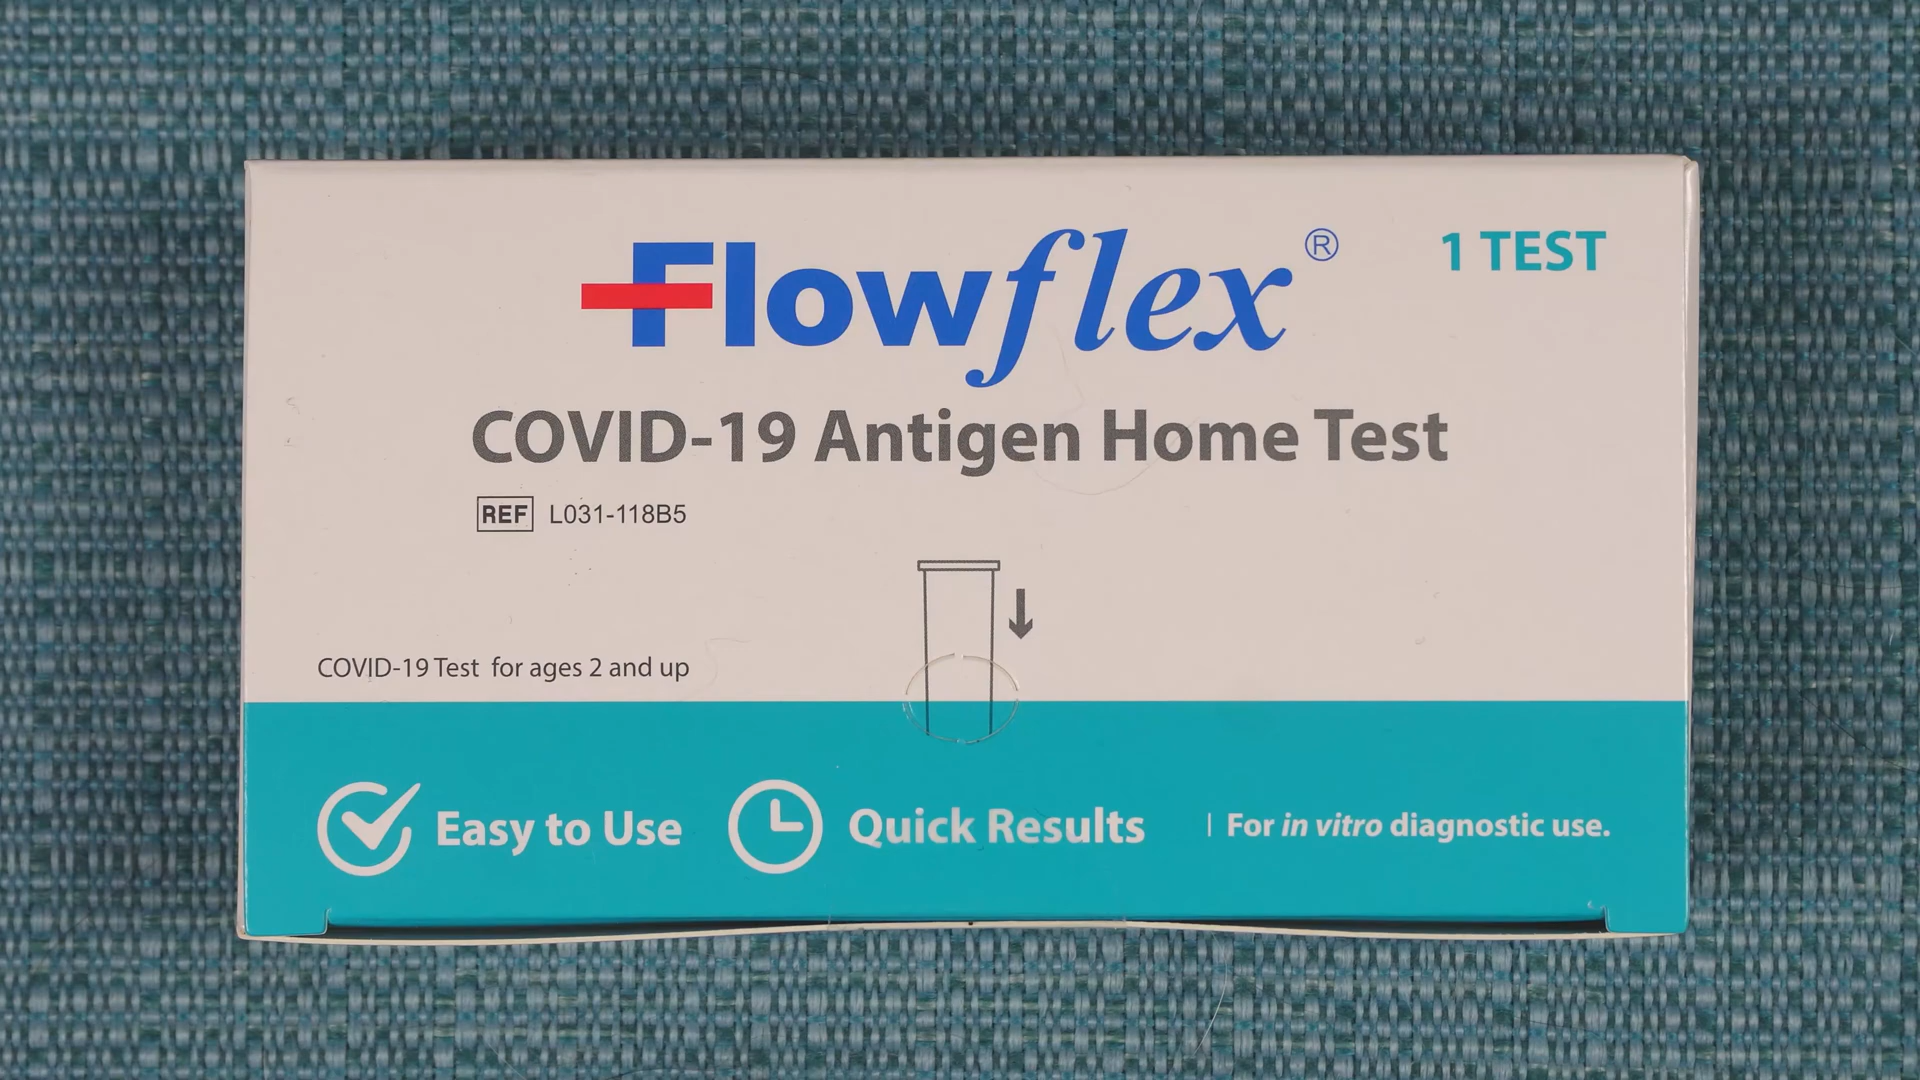 Flowflex®
1 TEST
COVID-19 Antigen Home Test
REF L031-118B5
COVID-19 Test for ages 2 and up
Easy to Use
Quick Results
| For in vitro diagnostic use.